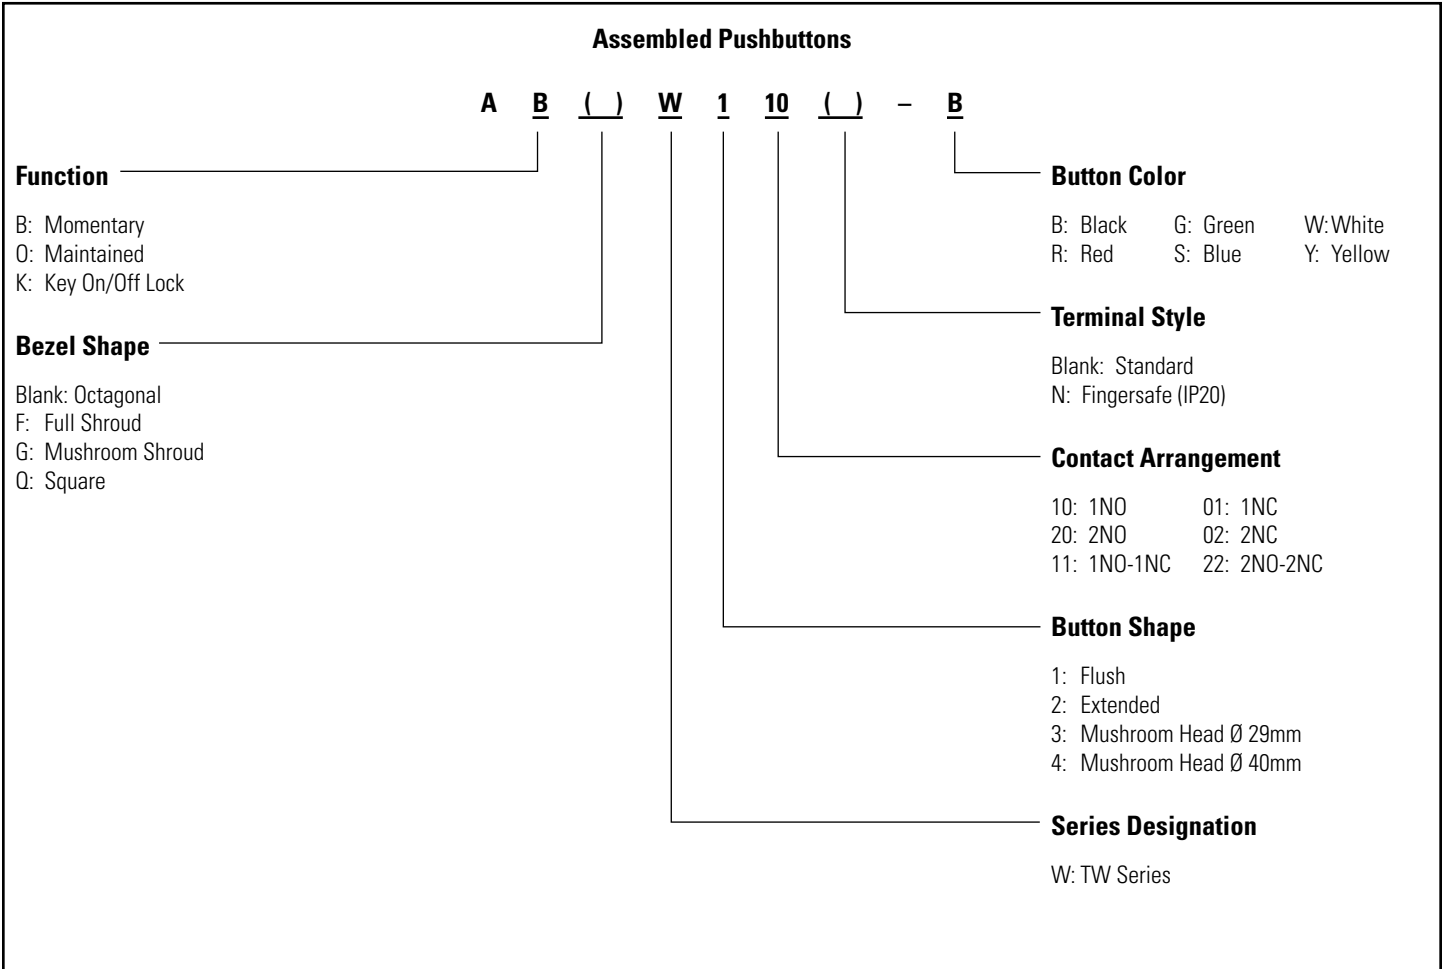 Assembled Pushbuttons
A B ( ) W 1 10 ( ) – B
Function
B: Momentary
O: Maintained
K: Key On/Off Lock
Bezel Shape
Blank: Octagonal
F: Full Shroud
G: Mushroom Shroud
Q: Square
Button Color
B: Black G: Green W: White
R: Red S: Blue Y: Yellow
Terminal Style
Blank: Standard
N: Fingersafe (IP20)
Contact Arrangement
10: 1NO 01: 1NC
20: 2NO 02: 2NC
11: 1NO-1NC 22: 2NO-2NC
Button Shape
1: Flush
2: Extended
3: Mushroom Head Ø 29mm
4: Mushroom Head Ø 40mm
Series Designation
W: TW Series